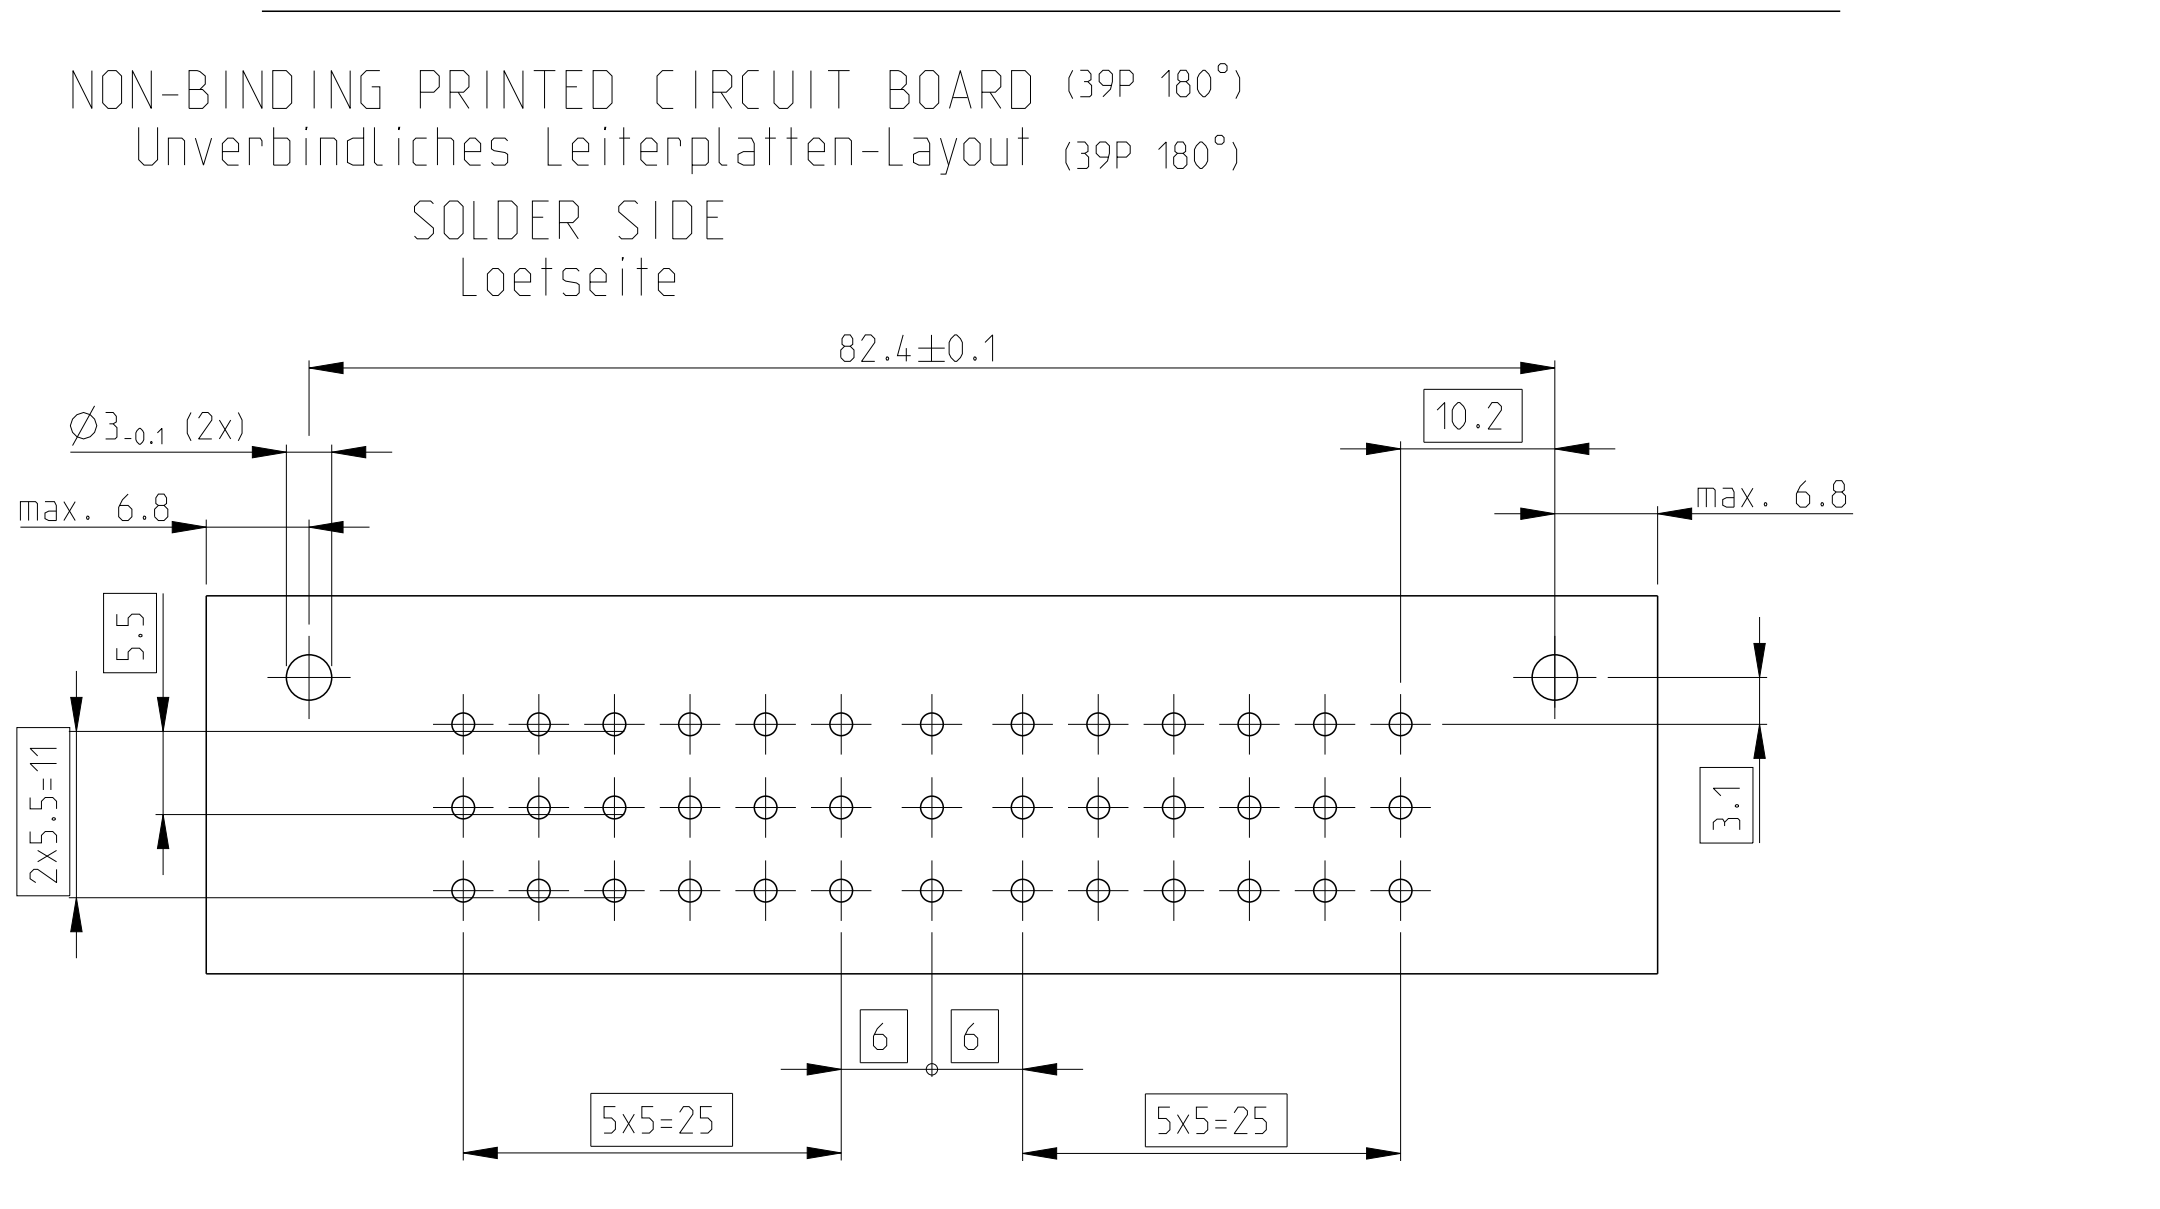 NON-BINDING PRINTED CIRCUIT BOARD (39P 180°)
Unverbindliches Leiterplatten-Layout (39P 180°)
SOLDER SIDE
Loetseite
82.4±0.1
10.2
Ø3-0.1 (2x)
max. 6.8
max. 6.8
5.5
2x5.5=11
3.1
6
6
5x5=25
5x5=25